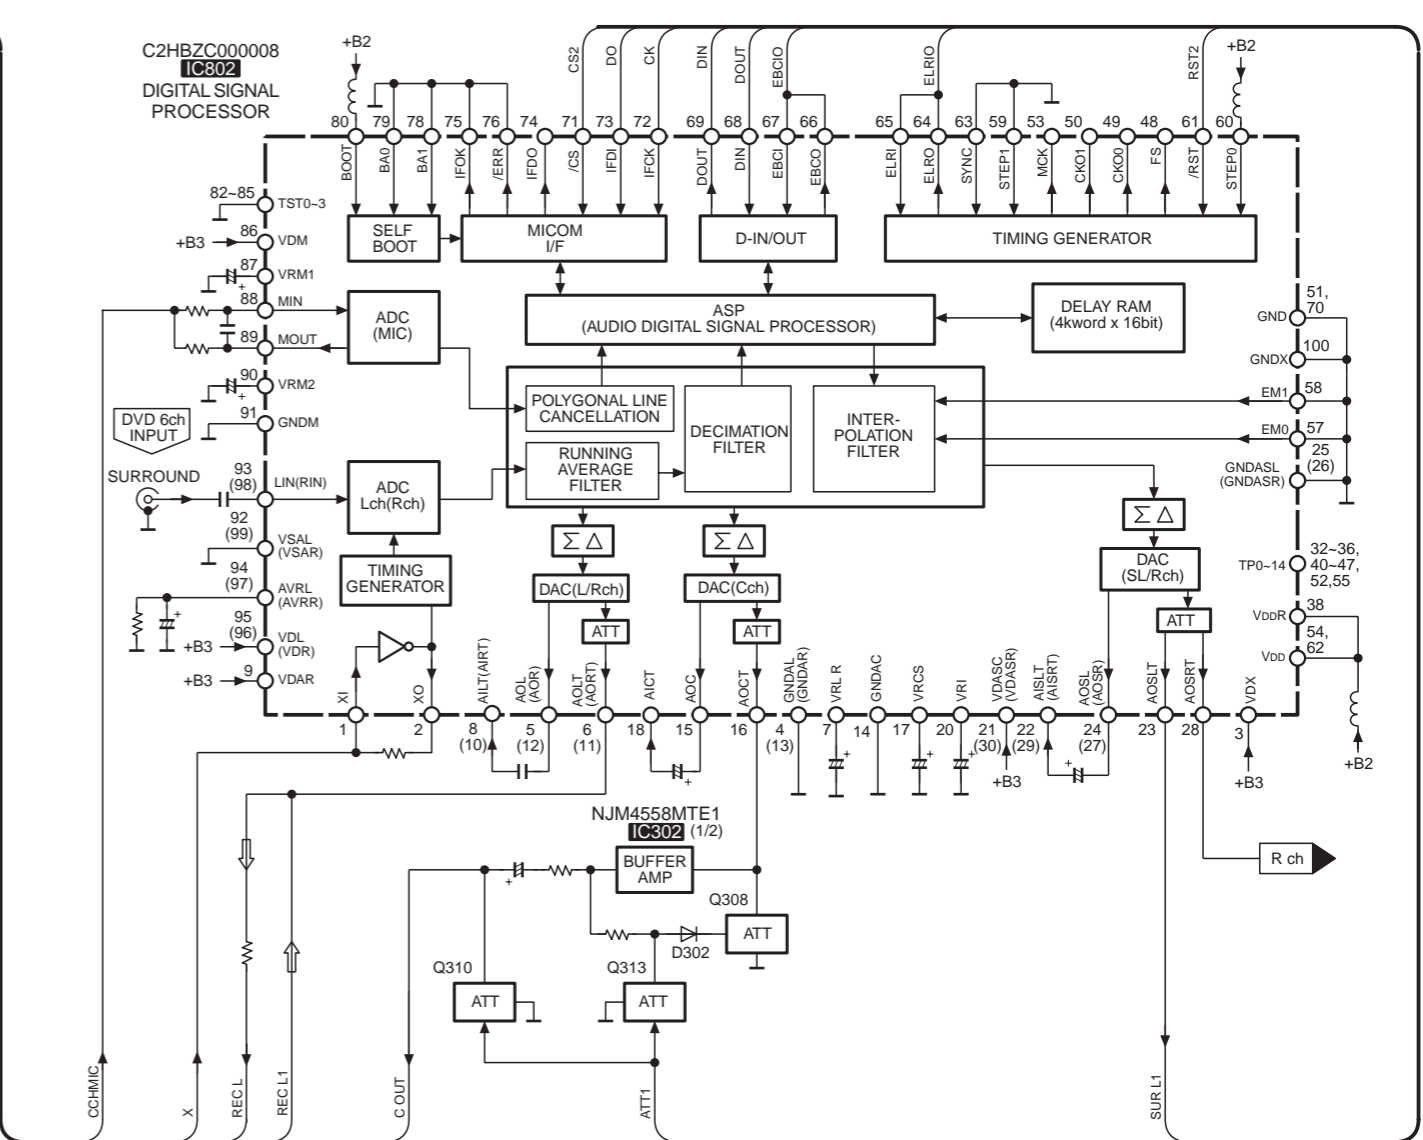 C2HBZC000008
IC802
DIGITAL SIGNAL
PROCESSOR
+B2
CS2
DO
CK
DIN
DOUT
EBCIO
ELRIO
RST2
+B2
80
79
78
75
76
74
71
73
72
69
68
67
66
65
64
63
59
53
50
49
48
61
60
BOOT
BA0
BA1
IFOK
/ERR
IFDO
/CS
IFDI
IFCK
DOUT
DIN
EBCI
EBCO
ELRI
ELRO
SYNC
STEP1
MCK
CKO1
CKO0
FS
/RST
STEP0
82~85
TST0~3
SELF
BOOT
MICOM
I/F
D-IN/OUT
TIMING GENERATOR
86
+B3
VDM
87
+
VRM1
88
MIN
89
MOUT
ADC
(MIC)
ASP
(AUDIO DIGITAL SIGNAL PROCESSOR)
DELAY RAM
(4kword x 16bit)
51,
70
GND
100
GNDX
58
EM1
57
EM0
25
(26)
GNDASL
(GNDASR)
90
+
VRM2
91
GNDM
DVD 6ch
INPUT
POLYGONAL LINE
CANCELLATION
RUNNING
AVERAGE
FILTER
DECIMATION
FILTER
INTER-
POLATION
FILTER
SURROUND
93
(98)
LIN(RIN)
ADC
Lch(Rch)
92
(99)
VSAL
(VSAR)
94
(97)
AVRL
(AVRR)
+
95
(96)
+B3
VDL
(VDR)
9
+B3
VDAR
TIMING
GENERATOR
Σ Δ
DAC(L/Rch)
ATT
Σ Δ
DAC(Cch)
ATT
Σ Δ
DAC
(SL/Rch)
ATT
TP0~14
32~36,
40~47,
52,55
38
VDDR
54,
62
VDD
+B2
XI
XO
AILT(AIRT)
AOL
(AOR)
AOLT
(AORT)
AICT
AOC
AOCT
GNDAL
(GNDAR)
VRL R
GNDAC
VRCS
VRI
VDASC
(VDASR)
AISLT
(AISRT)
AOSL
(AOSR)
AOSLT
AOSRT
VDX
1
2
8
(10)
5
(12)
6
(11)
18
15
16
4
(13)
7
14
17
20
21
(30)
22
(29)
24
(27)
23
28
3
+
+
+
+
+B3
+
+B3
NJM4558MTE1
IC302 (1/2)
BUFFER
AMP
+
Q308
ATT
D302
Q310
ATT
Q313
ATT
R ch
CCHMIC
X
REC L
REC L1
C OUT
ATT1
SUR L1